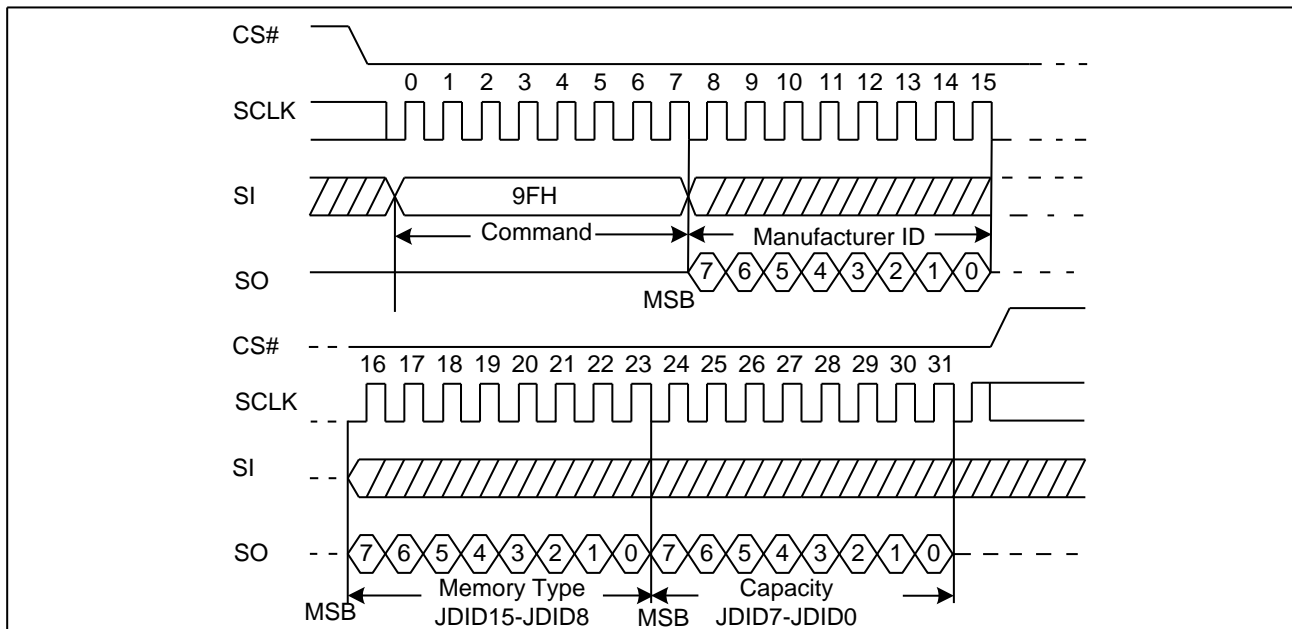 CS#
0 1 2 3 4 5 6 7 8 9 10 11 12 13 14 15
SCLK
SI
9FH
Command
Manufacturer ID
SO
7 6 5 4 3 2 1 0
MSB
CS#
16 17 18 19 20 21 22 23 24 25 26 27 28 29 30 31
SCLK
SI
SO
7 6 5 4 3 2 1 0 7 6 5 4 3 2 1 0
Memory Type
Capacity
MSB
JDID15-JDID8
MSB
JDID7-JDID0